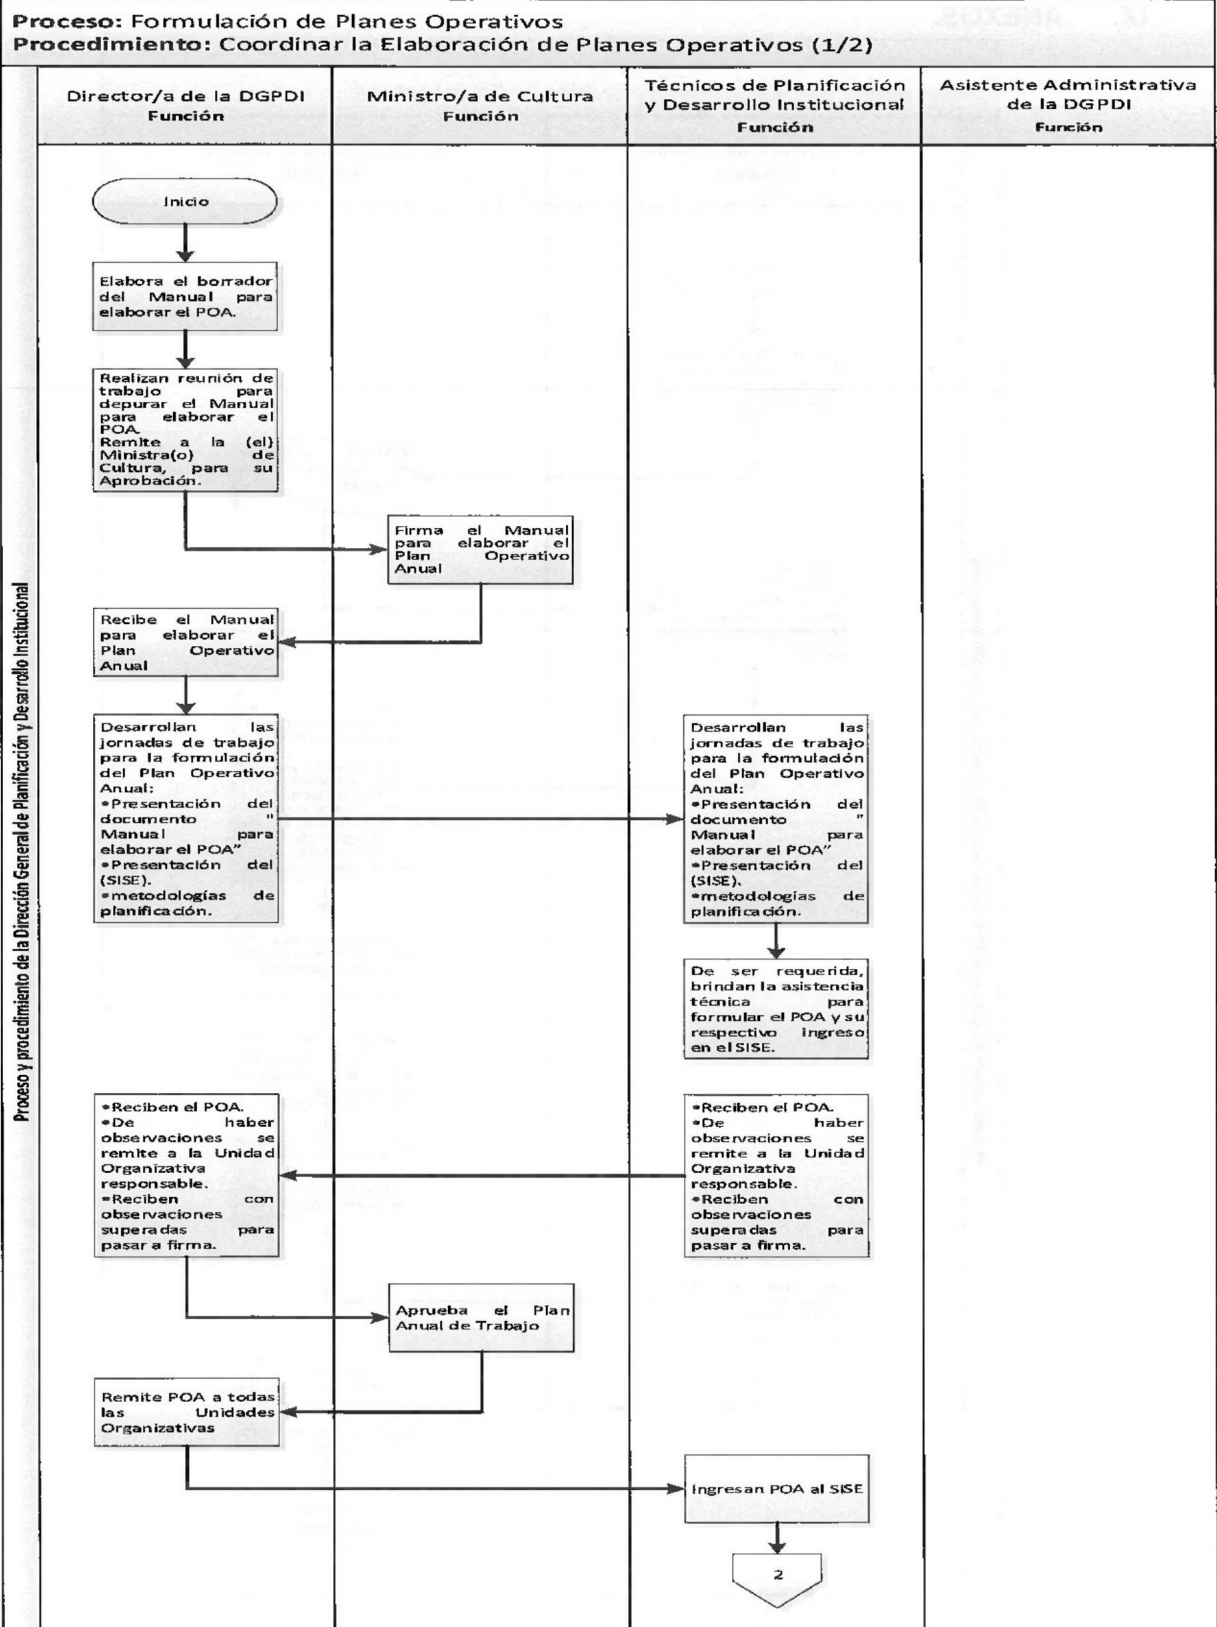 Proceso: Formulación de Planes Operativos
Procedimiento: Coordinar la Elaboración de Planes Operativos (1/2)
Director/a de la DGPDI
Función
Ministro/a de Cultura
Función
Técnicos de Planificación
y Desarrollo Institucional
Función
Asistente Administrativa
de la DGPDI
Función
Proceso y procedimiento de la Dirección General de Planificación y Desarrollo Institucional
Inicio
Elabora el borrador
del Manual para
elaborar el POA.
Realizan reunión de
trabajo para
depurar el Manual
para elaborar el
POA.
Remite a la (el)
Ministra(o) de
Cultura, para su
Aprobación.
Firma el Manual
para elaborar el
Plan Operativo
Anual
Recibe el Manual
para elaborar el
Plan Operativo
Anual
Desarrollan las
jornadas de trabajo
para la formulación
del Plan Operativo
Anual:
•Presentación del
documento "
Manual para
elaborar el POA"
•Presentación del
(SISE).
•metodologías de
planificación.
Desarrollan las
jornadas de trabajo
para la formulación
del Plan Operativo
Anual:
•Presentación del
documento "
Manual para
elaborar el POA"
•Presentación del
(SISE).
•metodologías de
planificación.
De ser requerida,
brindan la asistencia
técnica para
formular el POA y su
respectivo ingreso
en el SISE.
•Reciben el POA.
•De haber
observaciones se
remite a la Unidad
Organizativa
responsable.
•Reciben con
observaciones
superadas para
pasar a firma.
•Reciben el POA.
•De haber
observaciones se
remite a la Unidad
Organizativa
responsable.
•Reciben con
observaciones
superadas para
pasar a firma.
Aprueba el Plan
Anual de Trabajo
Remite POA a todas
las Unidades
Organizativas
Ingresan POA al SISE
2